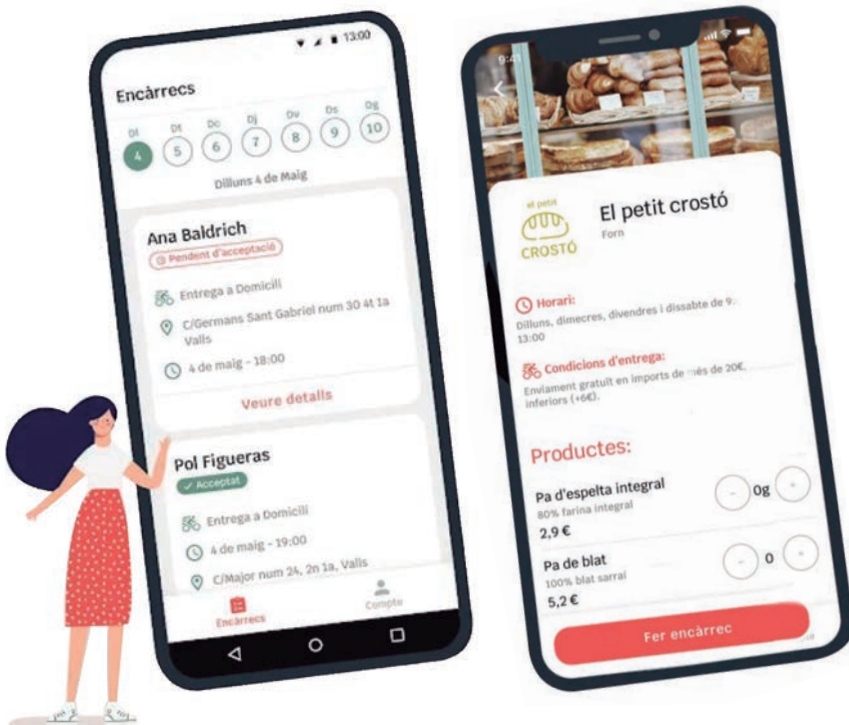 13:00
Encàrrecs
Dl Dt Dc Dj Dv Ds Dg
4 5 6 7 8 9 10
Dilluns 4 de Maig
Ana Baldrich
Pendent d'acceptació
Entrega a Domicili
C/Germans Sant Gabriel num 30 4t 1a
Valls
4 de maig - 18:00
Veure detalls
Pol Figueras
Acceptat
Entrega a Domicili
4 de maig - 19:00
C/Major num 24, 2n 1a, Valls
Encàrrecs
Compte
9:41
el petit
CROSTÓ
El petit crostó
Forn
Horari:
Dilluns, dimecres, divendres i dissabte de 9
13:00
Condicions d'entrega:
Enviament gratuït en imports de més de 20€,
inferiors (+6€).
Productes:
Pa d'espelta integral
80% farina integral
2,9 €
- 0g +
Pa de blat
100% blat sarraí
5,2 €
- 0 +
Fer encàrrec